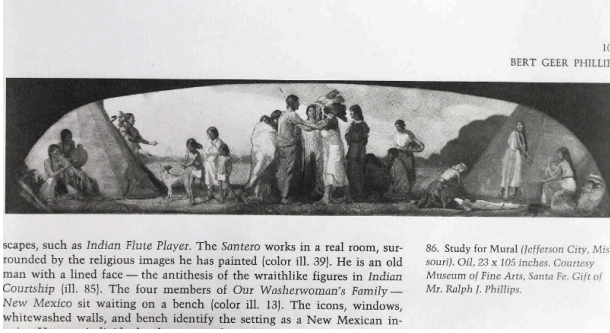 10
BERT GEER PHILLIP
scapes, such as Indian Flute Player. The Santero works in a real room, sur-
rounded by the religious images he has painted (color ill. 39). He is an old
man with a lined face — the antithesis of the wraithlike figures in Indian
Courtship (ill. 85). The four members of Our Washerwoman's Family —
New Mexico sit waiting on a bench (color ill. 13). The icons, windows,
whitewashed walls, and bench identify the setting as a New Mexican in-
86. Study for Mural (Jefferson City, Mis-
souri). Oil, 23 x 105 inches. Courtesy
Museum of Fine Arts, Santa Fe. Gift of
Mr. Ralph J. Phillips.